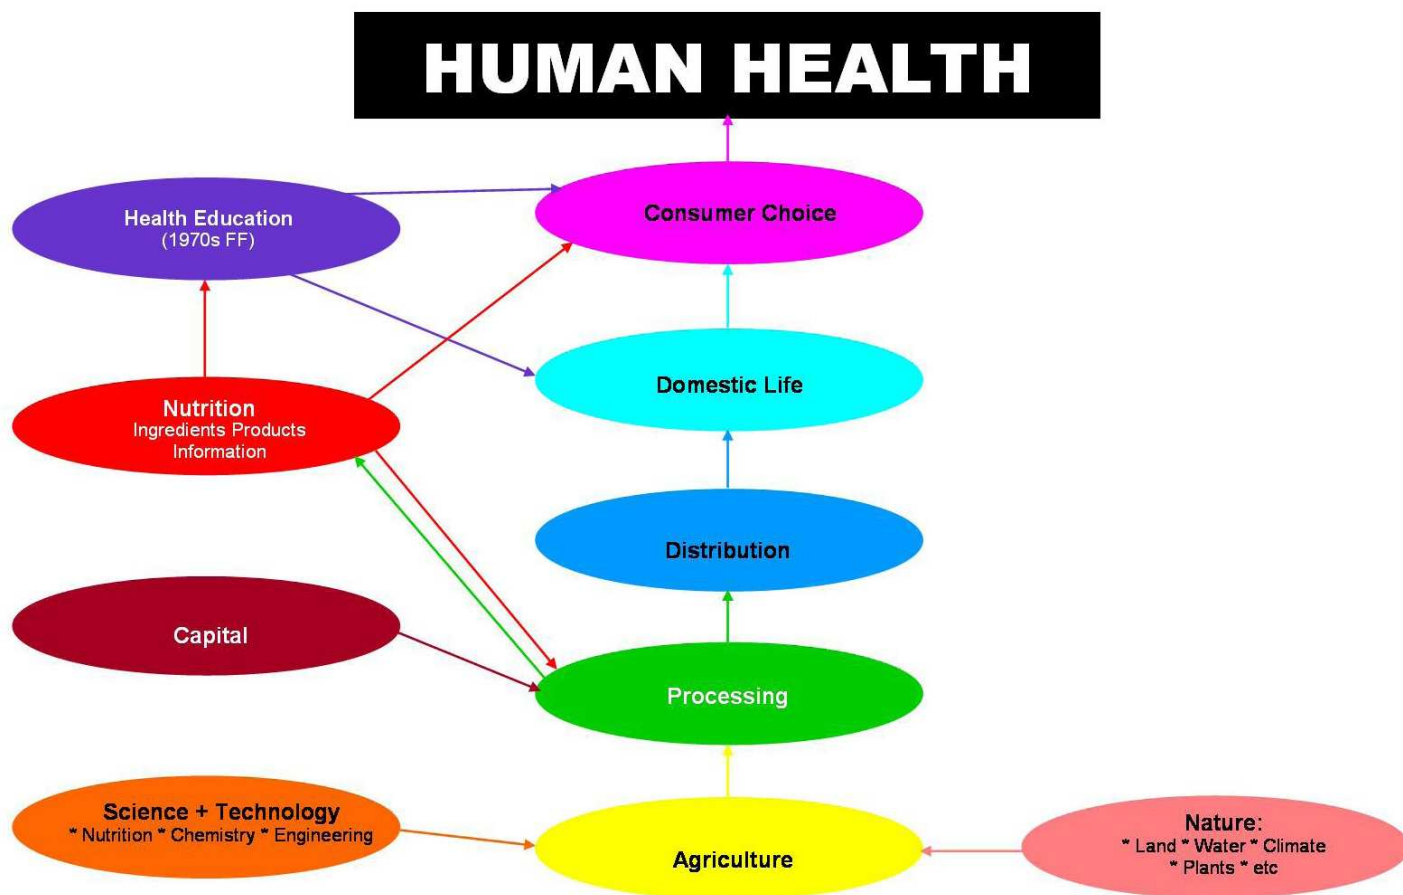 HUMAN HEALTH
Health Education
(1970s FF)
Consumer Choice
Domestic Life
Nutrition
Ingredients Products
Information
Distribution
Capital
Processing
Science + Technology
* Nutrition * Chemistry * Engineering
Agriculture
Nature:
* Land * Water * Climate
* Plants * etc